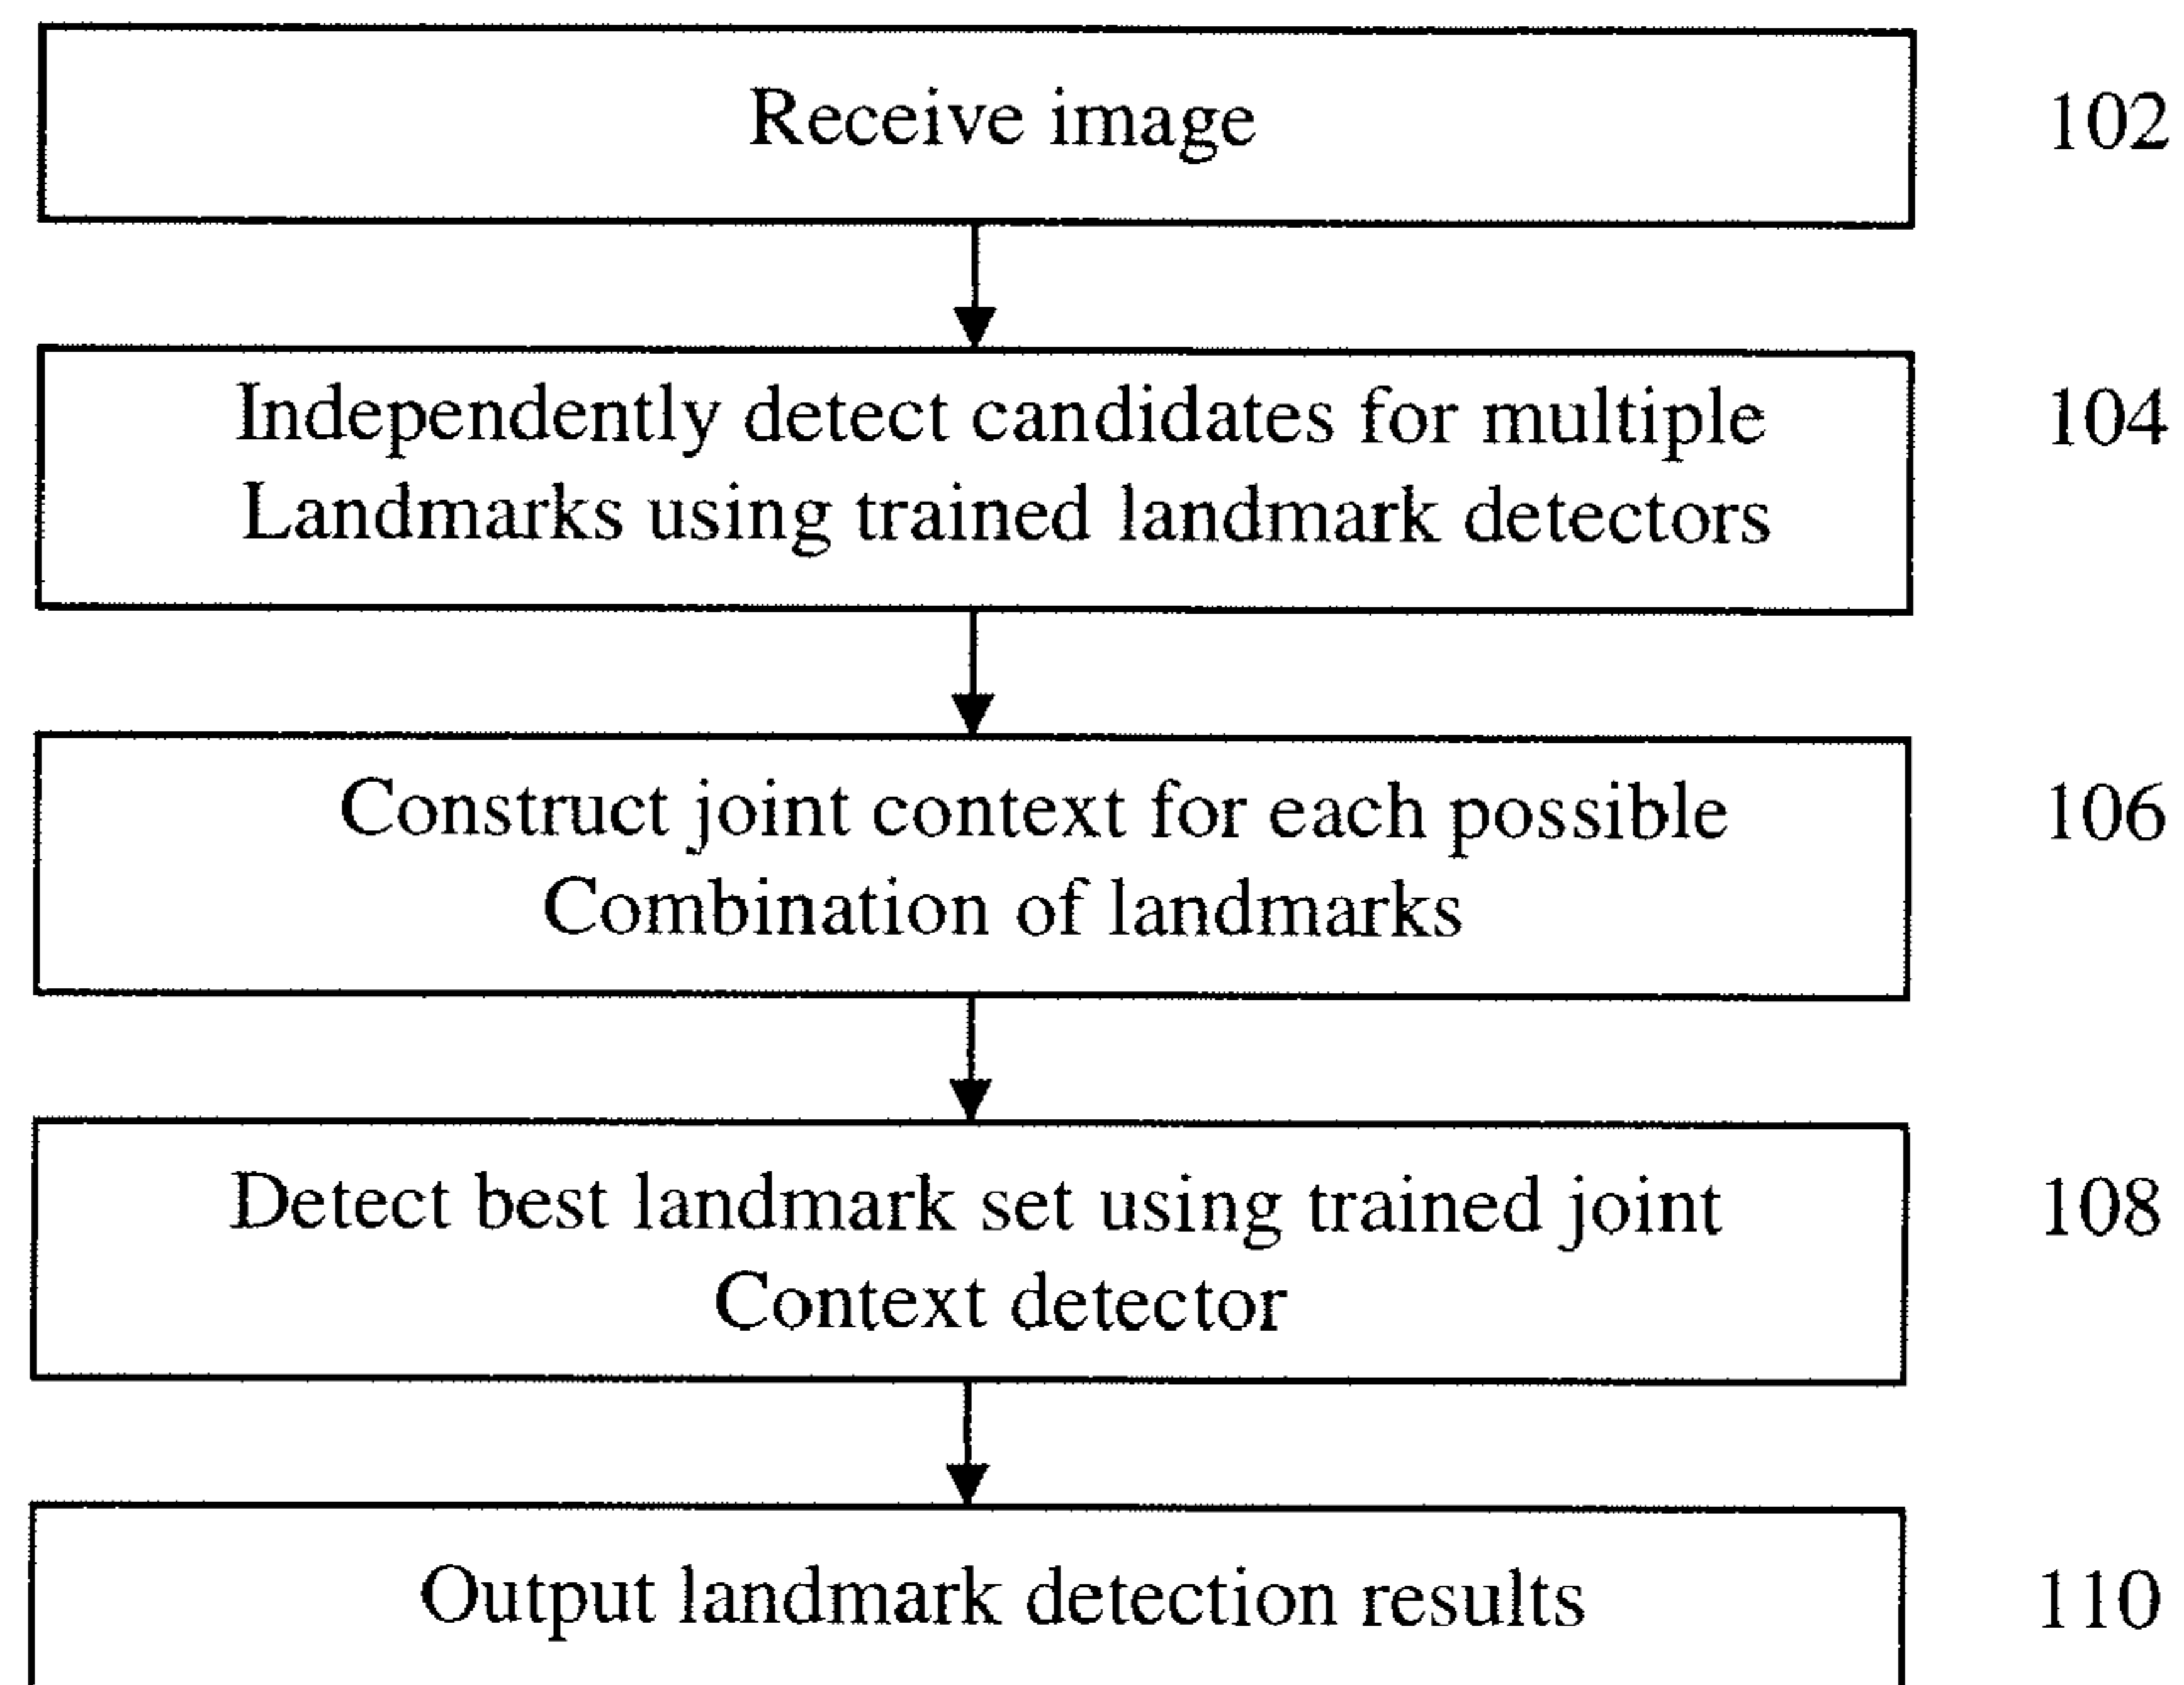 Receive image
102
Independently detect candidates for multiple
104
Landmarks using trained landmark detectors
Construct joint context for each possible
106
Combination of landmarks
Detect best landmark set using trained joint
108
Context detector
Output landmark detection results
110